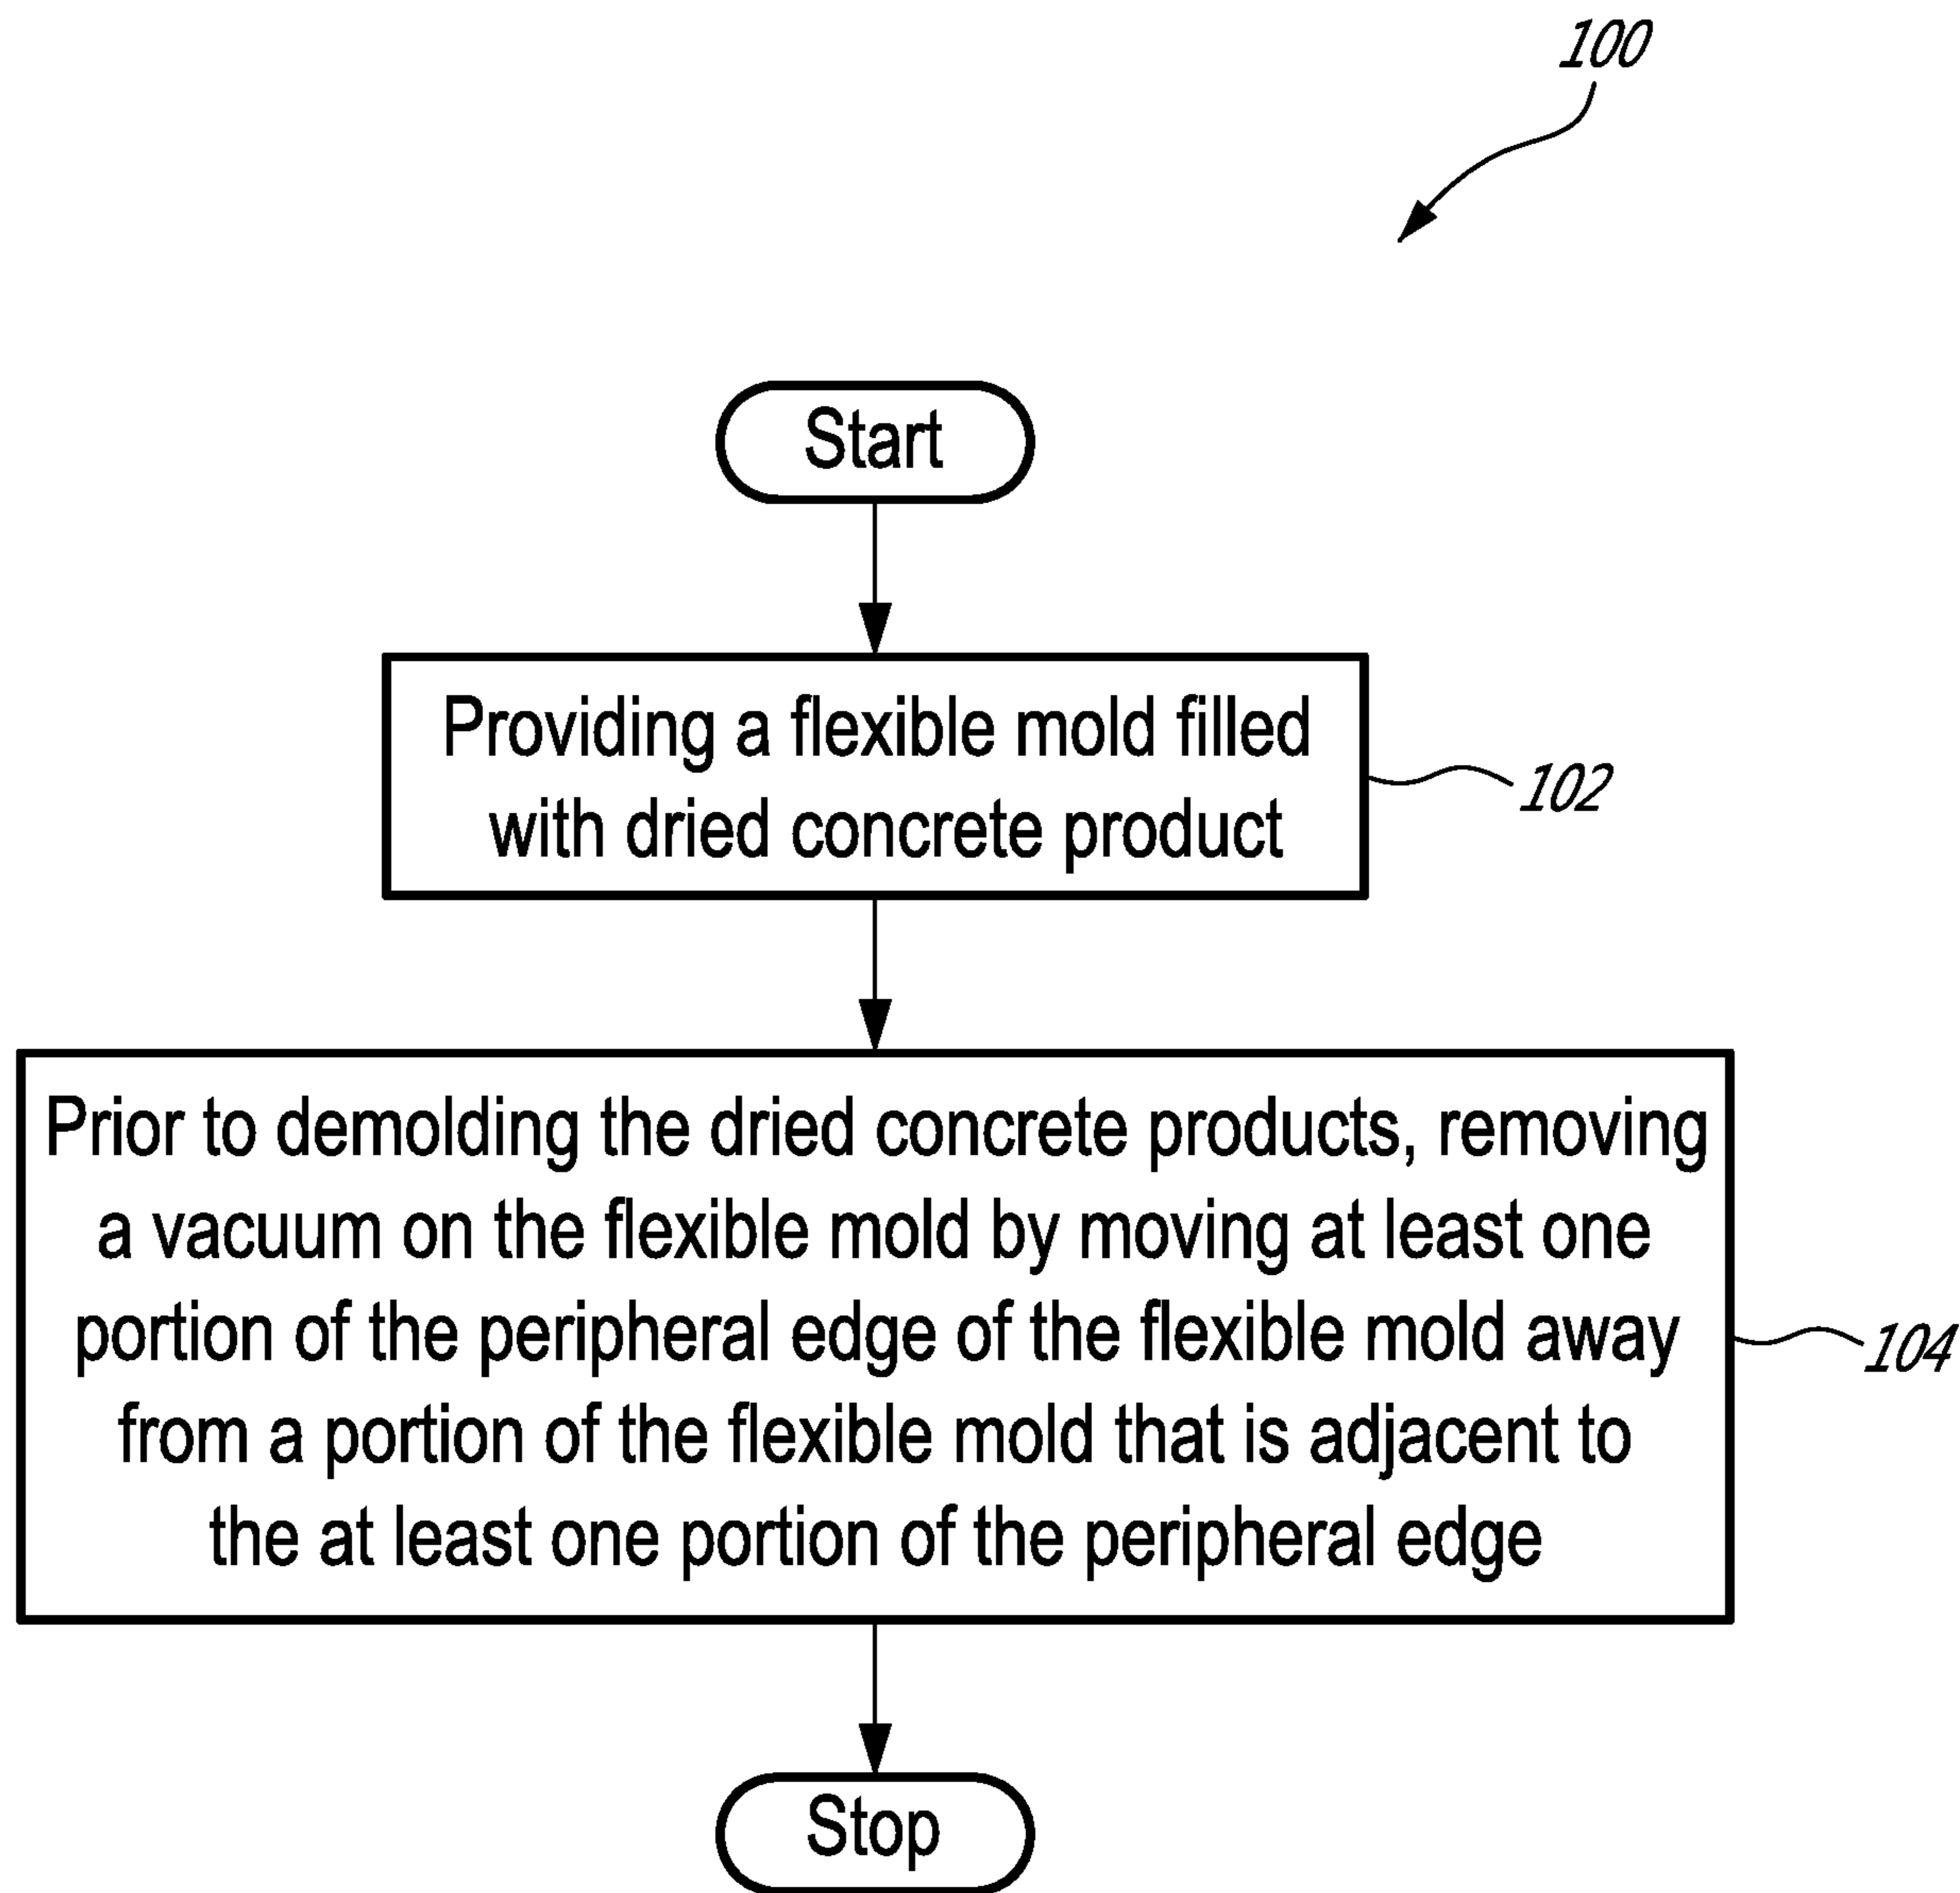 100
Start
Providing a flexible mold filled
with dried concrete product
102
Prior to demolding the dried concrete products, removing
a vacuum on the flexible mold by moving at least one
portion of the peripheral edge of the flexible mold away
from a portion of the flexible mold that is adjacent to
the at least one portion of the peripheral edge
104
Stop